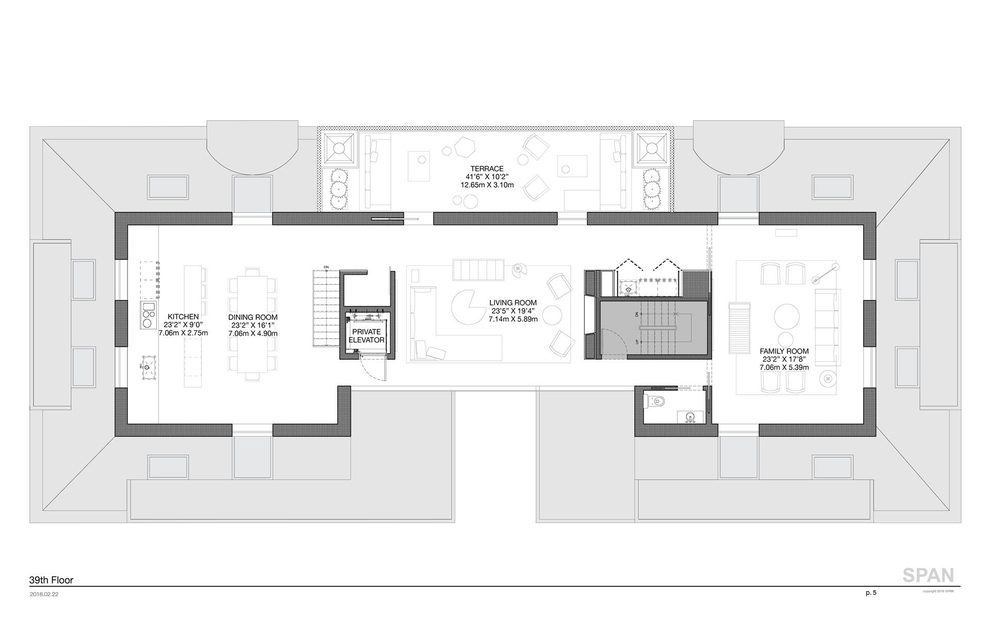 TERRACE
41'6" X 10'2"
12.65m X 3.10m
KITCHEN
23'2" X 9'0"
7.06m X 2.75m
DINING ROOM
23'2" X 16'1"
7.06m X 4.90m
PRIVATE
ELEVATOR
LIVING ROOM
23'5" X 19'4"
7.14m X 5.89m
FAMILY ROOM
23'2" X 17'8"
7.06m X 5.39m
39th Floor
SPAN
2018.02.22
p. 5
copyright 2018 SPAN